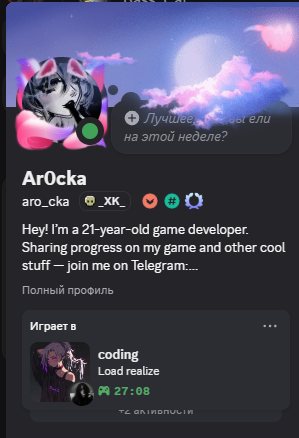 Лучшее, ы ели
на этой неделе?
Ar0cka
aro_cka _XK_
Hey! I'm a 21-year-old game developer.
Sharing progress on my game and other cool
stuff — join me on Telegram:...
Полный профиль
Играет в
coding
Load realize
27:08
+2 активности